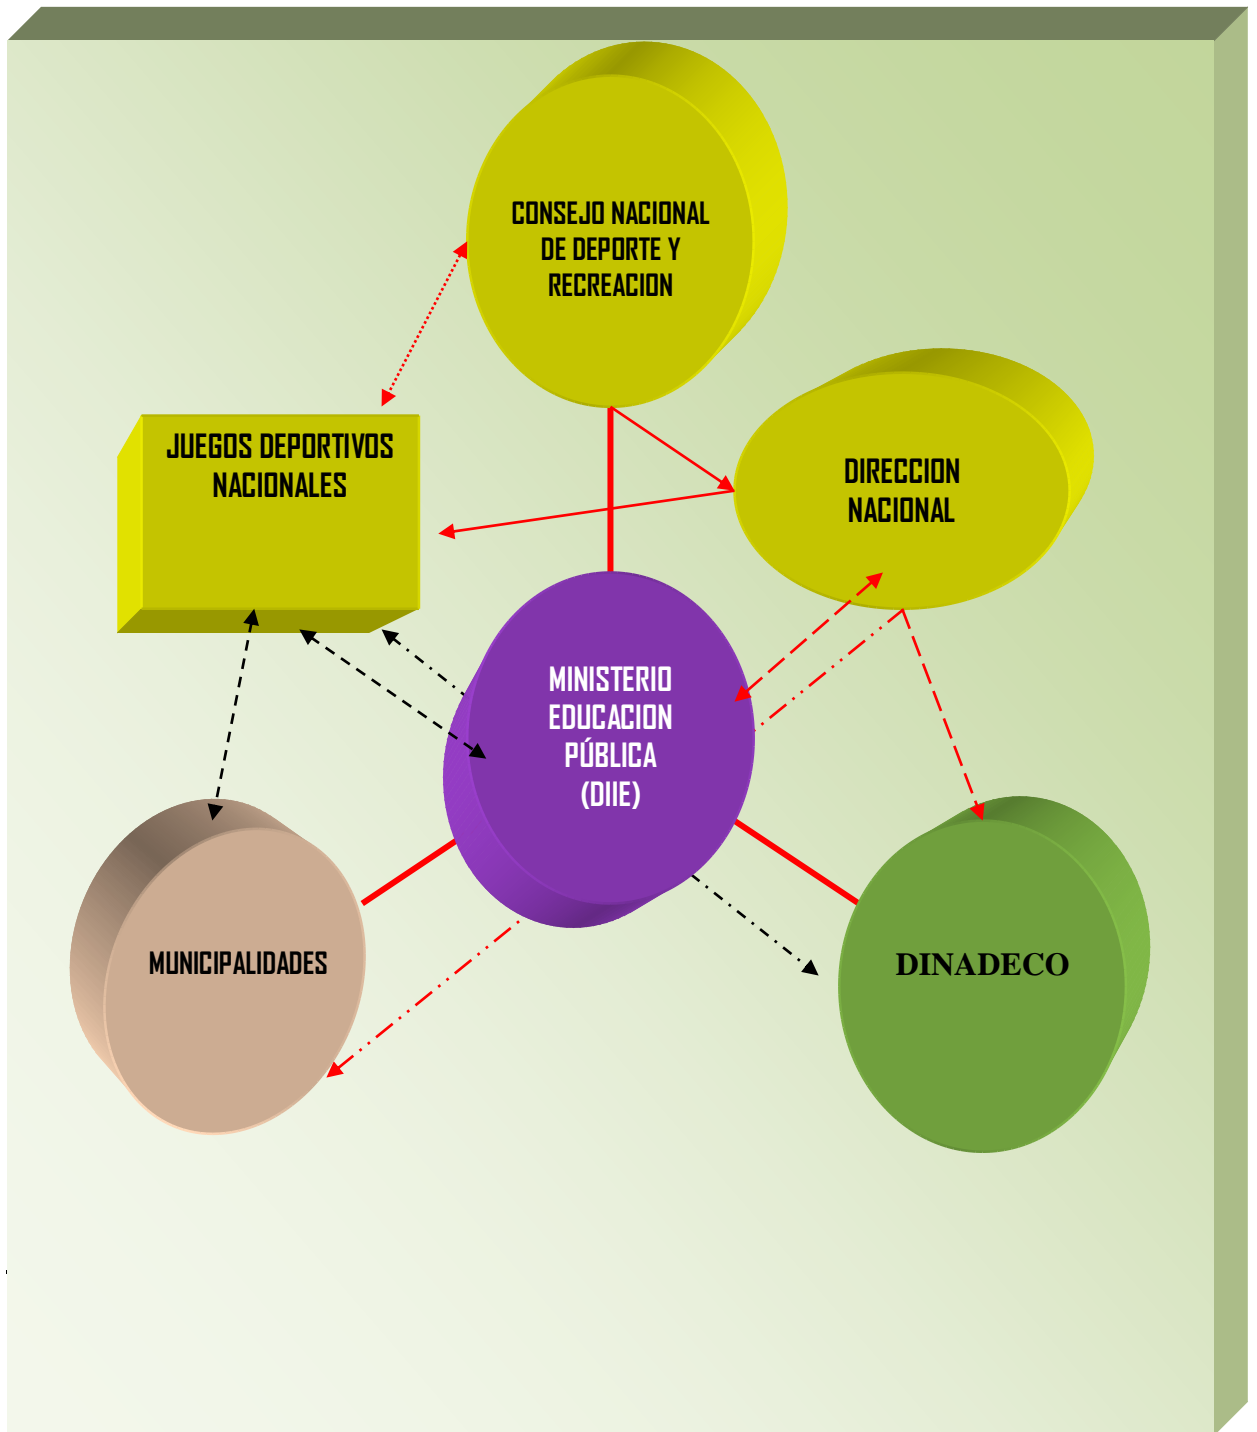 CONSEJO NACIONAL
DE DEPORTE Y
RECREACION
JUEGOS DEPORTIVOS
NACIONALES
DIRECCION
NACIONAL
MINISTERIO
EDUCACION
PÚBLICA
(DIIE)
MUNICIPALIDADES
DINADECO